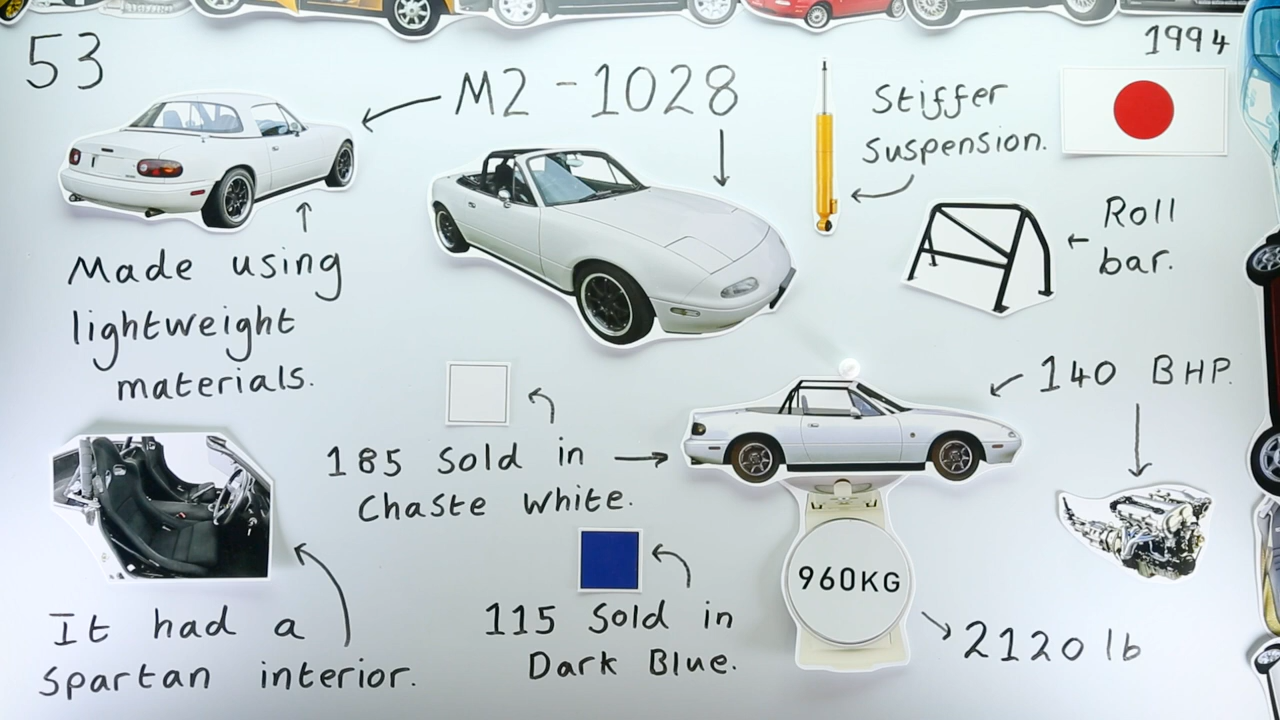 53
M2-1028
1994
Stiffer
suspension.
Roll
bar.
Made using
lightweight
materials.
140 BHP.
185 Sold in
Chaste White.
960KG
115 Sold in
Dark Blue.
2120 lb
It had a
Spartan interior.